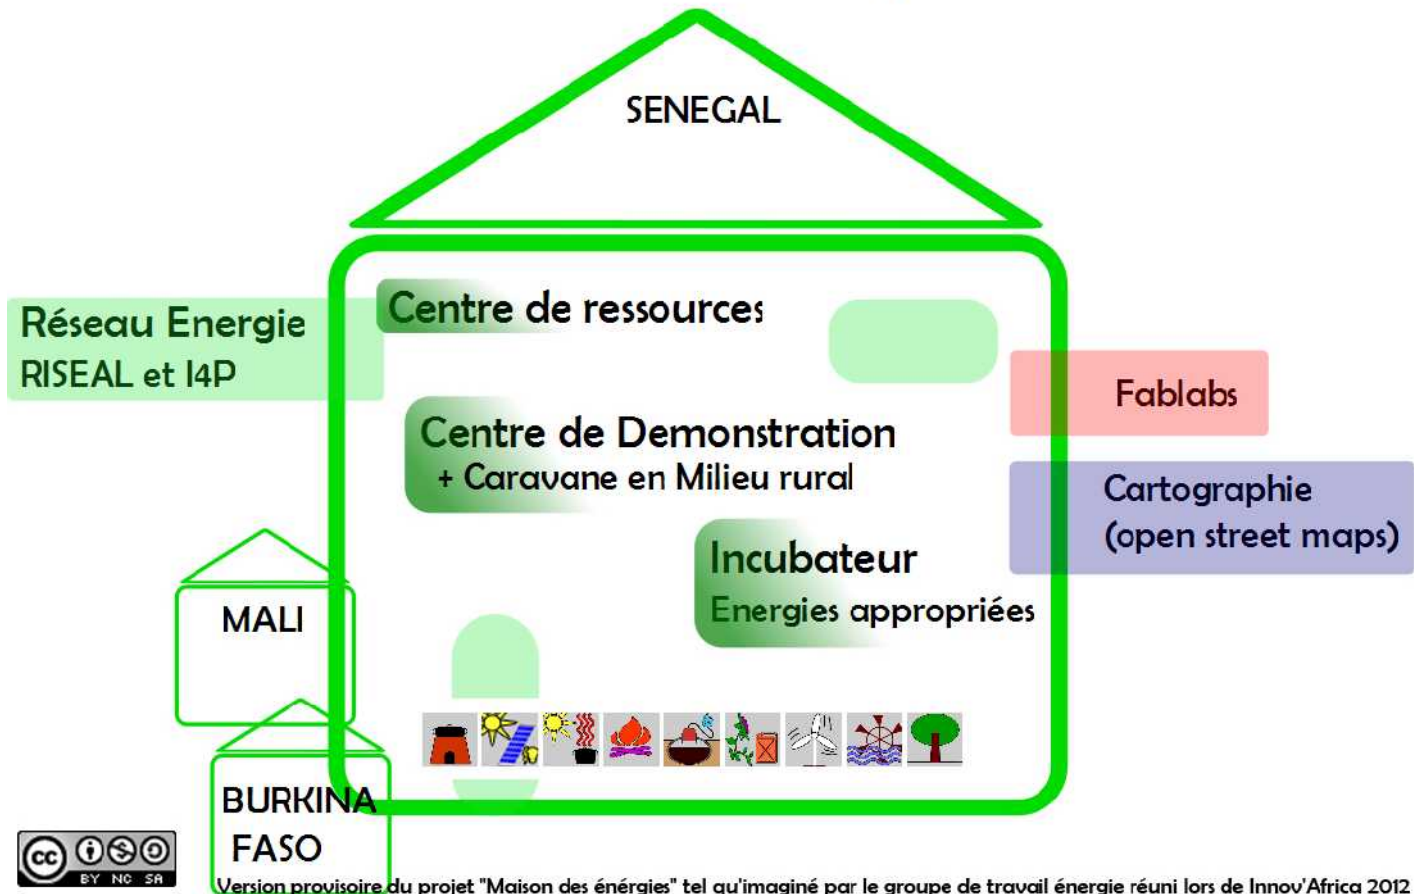 SENEGAL
Réseau Energie
RISEAL et I4P
Centre de ressources
Fablabs
Centre de Demonstration
+ Caravane en Milieu rural
Cartographie
(open street maps)
Incubateur
Energies appropriées
MALI
BURKINA
FASO
cc
BY NC SA
Version provisoire du projet "Maison des énérgies" tel qu'imaginé par le groupe de travail énergie réuni lors de Innov'Africa 2012